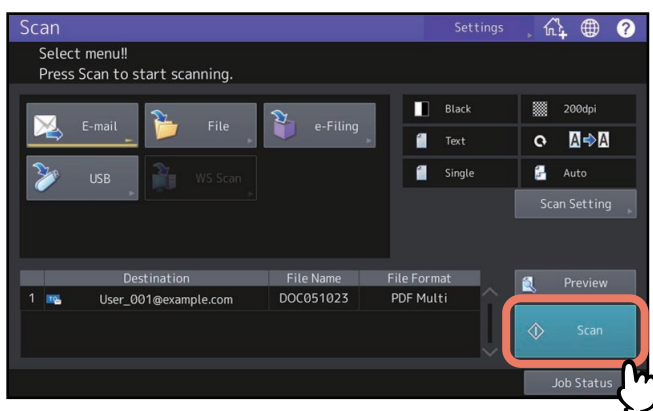 Scan
Settings
?
Select menu!!
Press Scan to start scanning.
E-mail
File
e-Filing
USB
WS Scan
Black
200dpi
Text
A A
Single
Auto
Scan Setting
Destination File Name File Format
1 TO User_001@example.com DOC051023 PDF Multi
Preview
Scan
Job Status